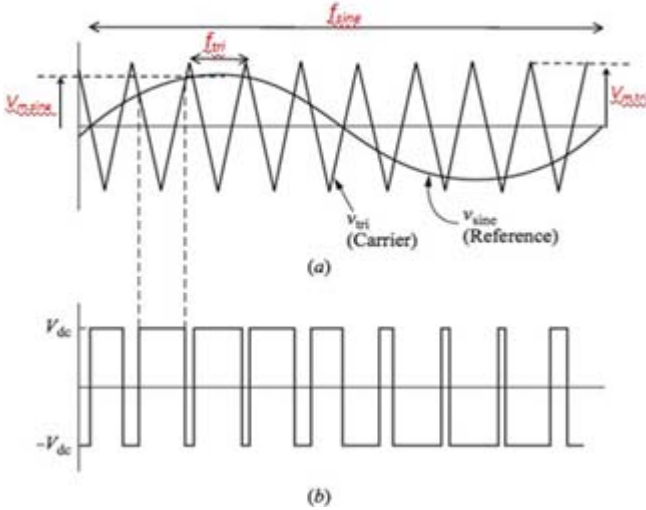 f_sine
f_tri
V_m,sine
V_m,tri
v_tri
(Carrier)
v_sine
(Reference)
(a)
V_dc
−V_dc
(b)